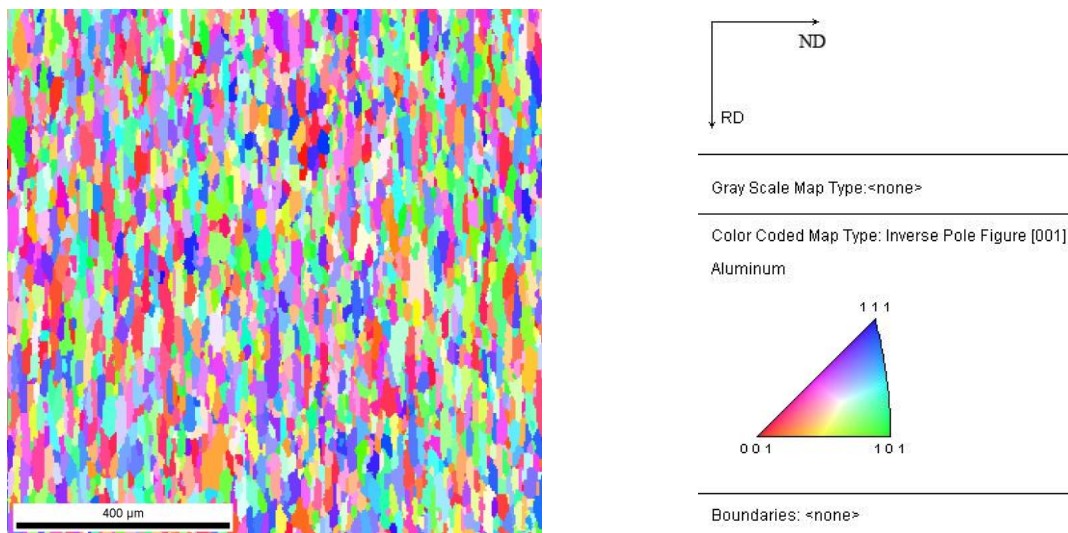 400 µm
ND
RD
Gray Scale Map Type:<none>
Color Coded Map Type: Inverse Pole Figure [001]
Aluminum
1 1 1
0 0 1
1 0 1
Boundaries: <none>